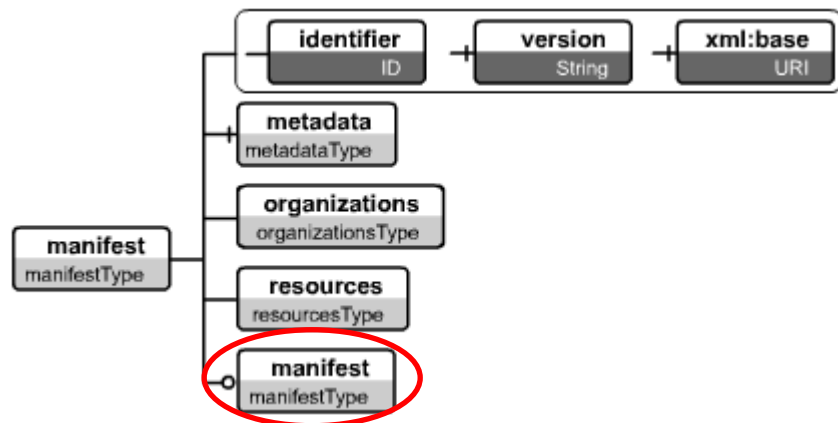 identifier
ID
version
String
xml:base
URI
metadata
metadataType
organizations
organizationsType
manifest
manifestType
resources
resourcesType
manifest
manifestType